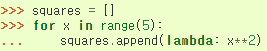 >>> squares = []
>>> for x in range(5):
...     squares.append(lambda: x**2)